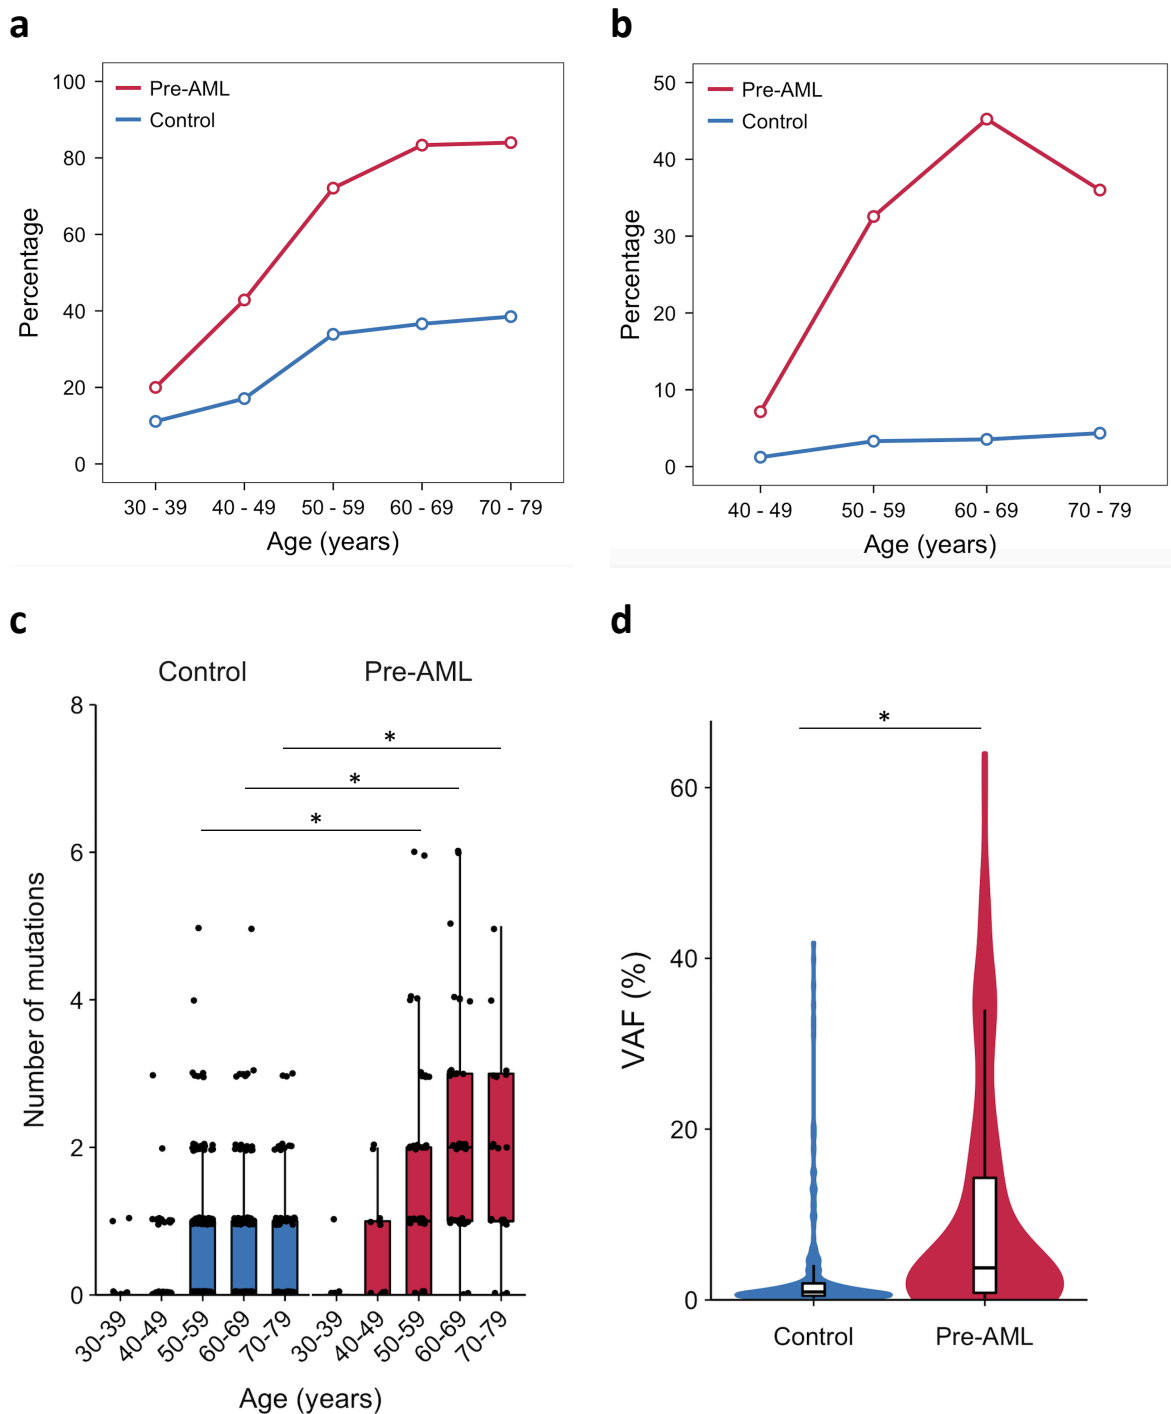 a
Pre-AML
Control
100
80
60
40
20
0
Percentage
30 - 39 40 - 49 50 - 59 60 - 69 70 - 79
Age (years)
b
Pre-AML
Control
50
40
30
20
10
0
Percentage
40 - 49 50 - 59 60 - 69 70 - 79
Age (years)
c
Control Pre-AML
*
*
*
8
6
4
2
0
Number of mutations
30-39 40-49 50-59 60-69 70-79 30-39 40-49 50-59 60-69 70-79
Age (years)
d
*
60
40
20
0
VAF (%)
Control Pre-AML